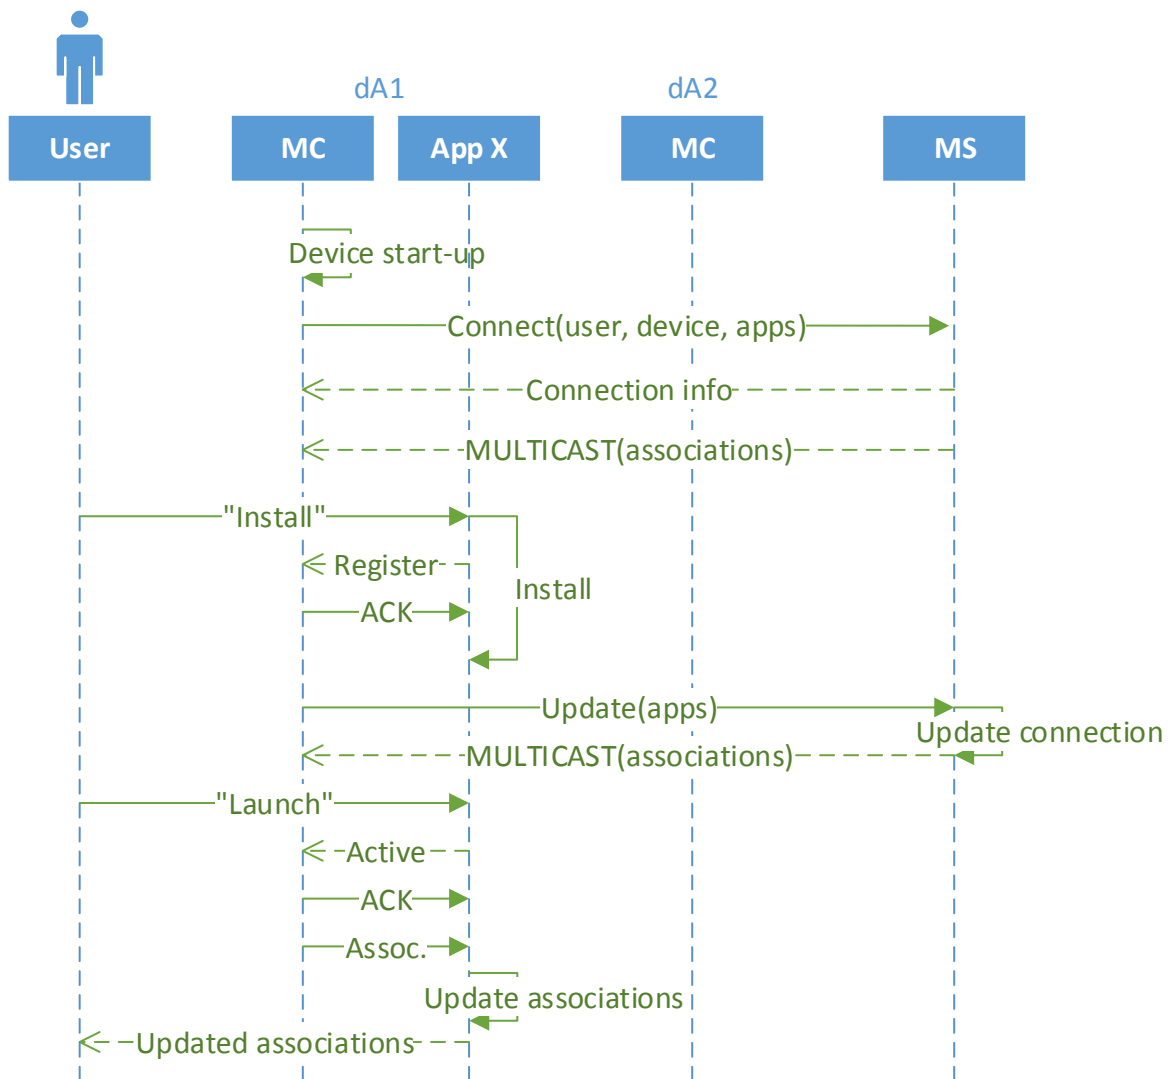 dA1
dA2
User
MC
App X
MC
MS
Device start-up
Connect(user, device, apps)
Connection info
MULTICAST(associations)
"Install"
Register
Install
ACK
Update(apps)
Update connection
MULTICAST(associations)
"Launch"
Active
ACK
Assoc.
Update associations
Updated associations